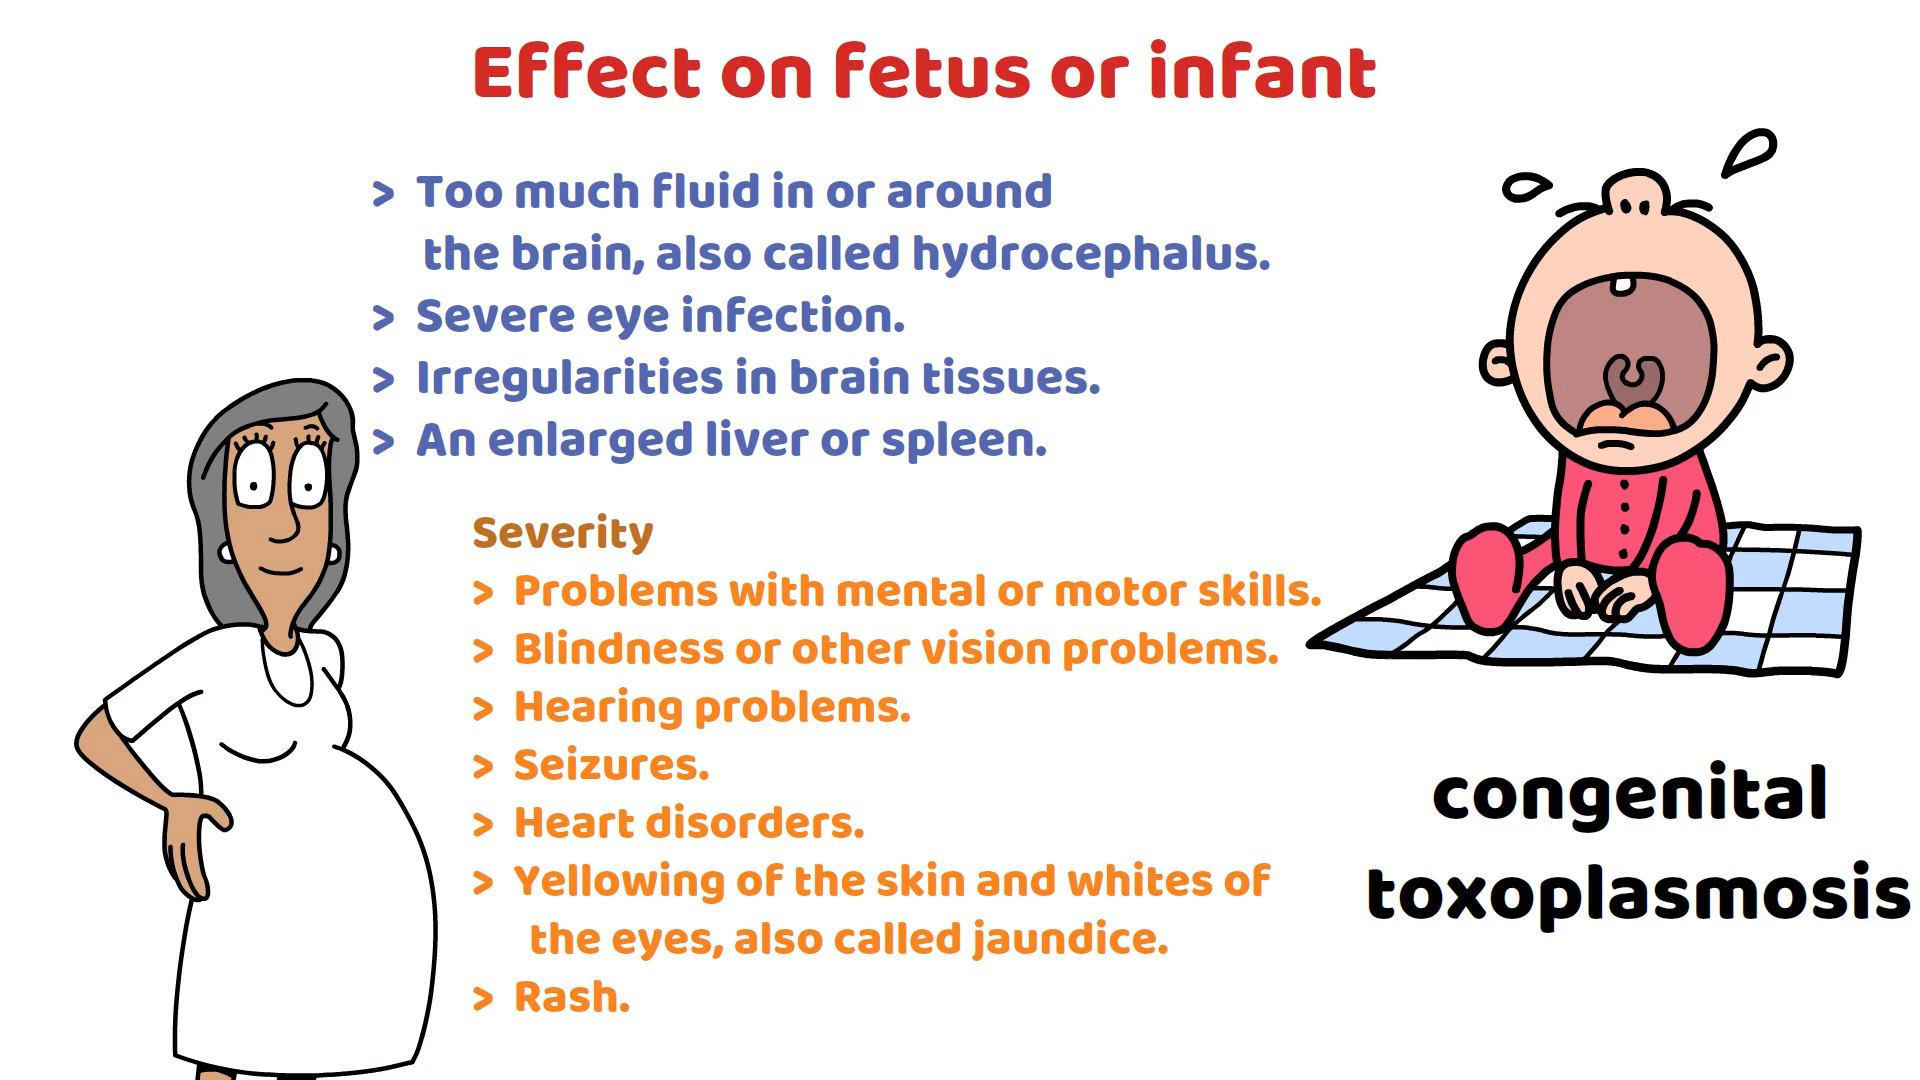 Effect on fetus or infant
> Too much fluid in or around
the brain, also called hydrocephalus.
> Severe eye infection.
> Irregularities in brain tissues.
> An enlarged liver or spleen.
Severity
> Problems with mental or motor skills.
> Blindness or other vision problems.
> Hearing problems.
> Seizures.
> Heart disorders.
> Yellowing of the skin and whites of
the eyes, also called jaundice.
> Rash.
congenital
toxoplasmosis